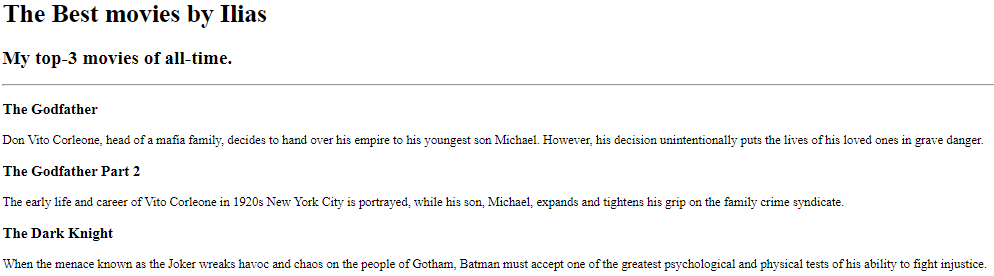 The Best movies by Ilias
My top-3 movies of all-time.
The Godfather
Don Vito Corleone, head of a mafia family, decides to hand over his empire to his youngest son Michael. However, his decision unintentionally puts the lives of his loved ones in grave danger.
The Godfather Part 2
The early life and career of Vito Corleone in 1920s New York City is portrayed, while his son, Michael, expands and tightens his grip on the family crime syndicate.
The Dark Knight
When the menace known as the Joker wreaks havoc and chaos on the people of Gotham, Batman must accept one of the greatest psychological and physical tests of his ability to fight injustice.